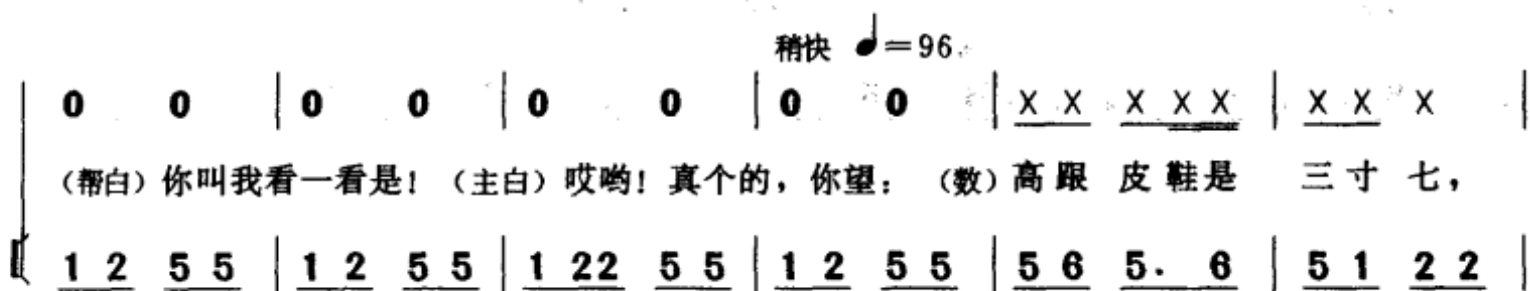 稍快 ♩=96
0 0 | 0 0 | 0 0 | 0 0 | X X X X X | X X X |
（帮白）你叫我看一看是！（主白）哎哟！真个的，你望：（数）高跟 皮鞋是 三寸 七，
1 2 5 5 | 1 2 5 5 | 1 22 5 5 | 1 2 5 5 | 5 6 5. 6 | 5 1 2 2 |